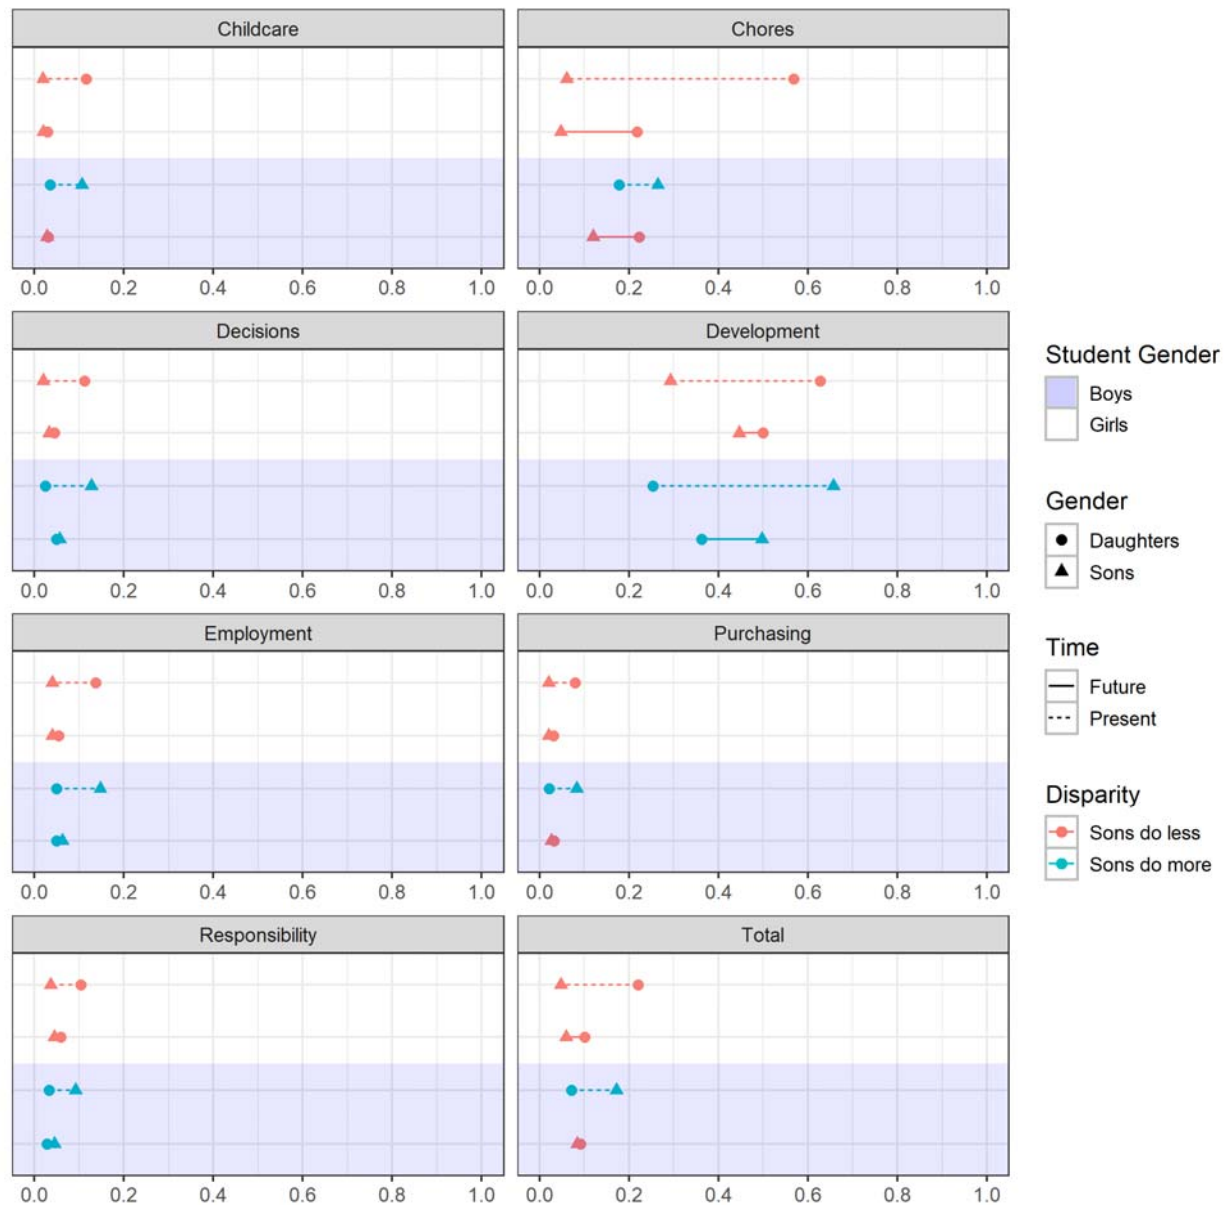 Childcare Chores
0.0 0.2 0.4 0.6 0.8 1.0 0.0 0.2 0.4 0.6 0.8 1.0
Decisions Development
0.0 0.2 0.4 0.6 0.8 1.0 0.0 0.2 0.4 0.6 0.8 1.0
Employment Purchasing
0.0 0.2 0.4 0.6 0.8 1.0 0.0 0.2 0.4 0.6 0.8 1.0
Responsibility Total
0.0 0.2 0.4 0.6 0.8 1.0 0.0 0.2 0.4 0.6 0.8 1.0
Student Gender
Boys
Girls
Gender
Daughters
Sons
Time
Future
Present
Disparity
Sons do less
Sons do more